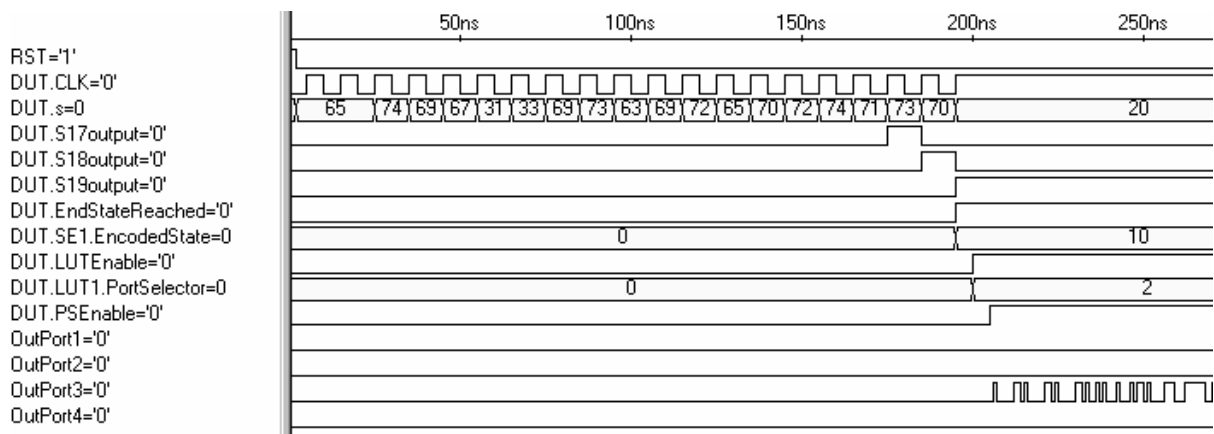 50ns 100ns 150ns 200ns 250ns
RST='1'
DUT.CLK='0'
DUT.s=0 65 74 69 67 31 33 69 73 63 69 72 65 70 72 74 71 73 70 20
DUT.S17output='0'
DUT.S18output='0'
DUT.S19output='0'
DUT.EndStateReached='0'
DUT.SE1.EncodedState=0 0 10
DUT.LUTEnable='0'
DUT.LUT1.PortSelector=0 0 2
DUT.PSEnable='0'
OutPort1='0'
OutPort2='0'
OutPort3='0'
OutPort4='0'